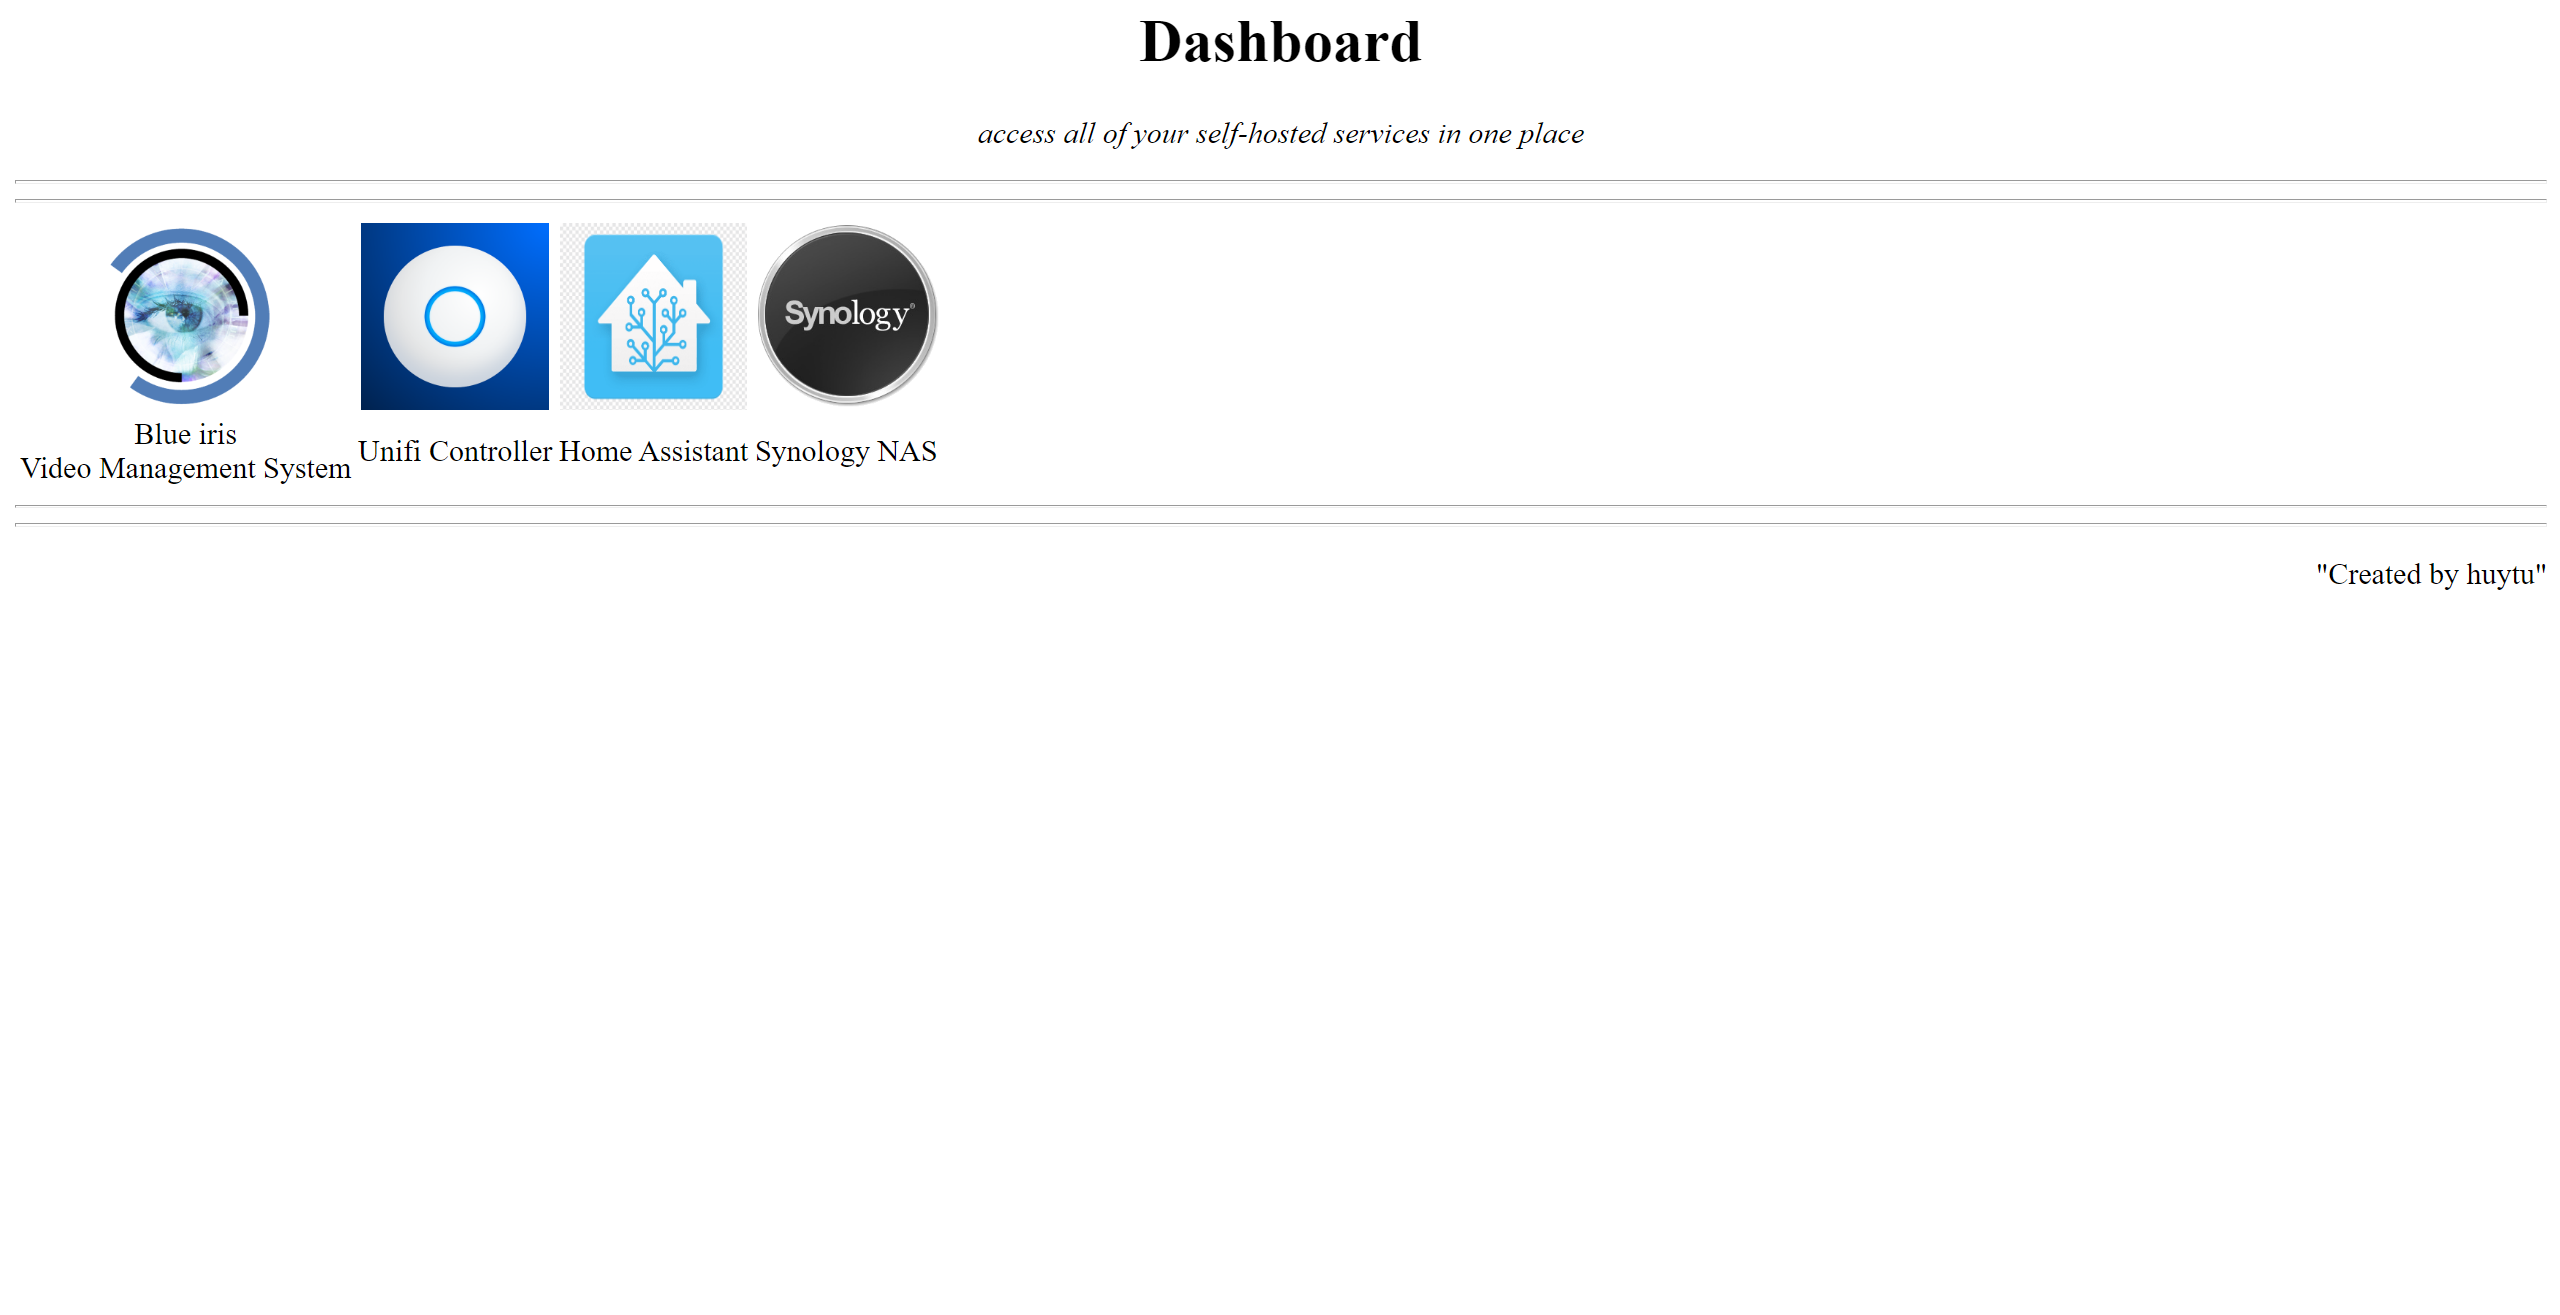 Dashboard
access all of your self-hosted services in one place
Synology®
Blue iris
Video Management System
Unifi Controller
Home Assistant
Synology NAS
"Created by huytu"